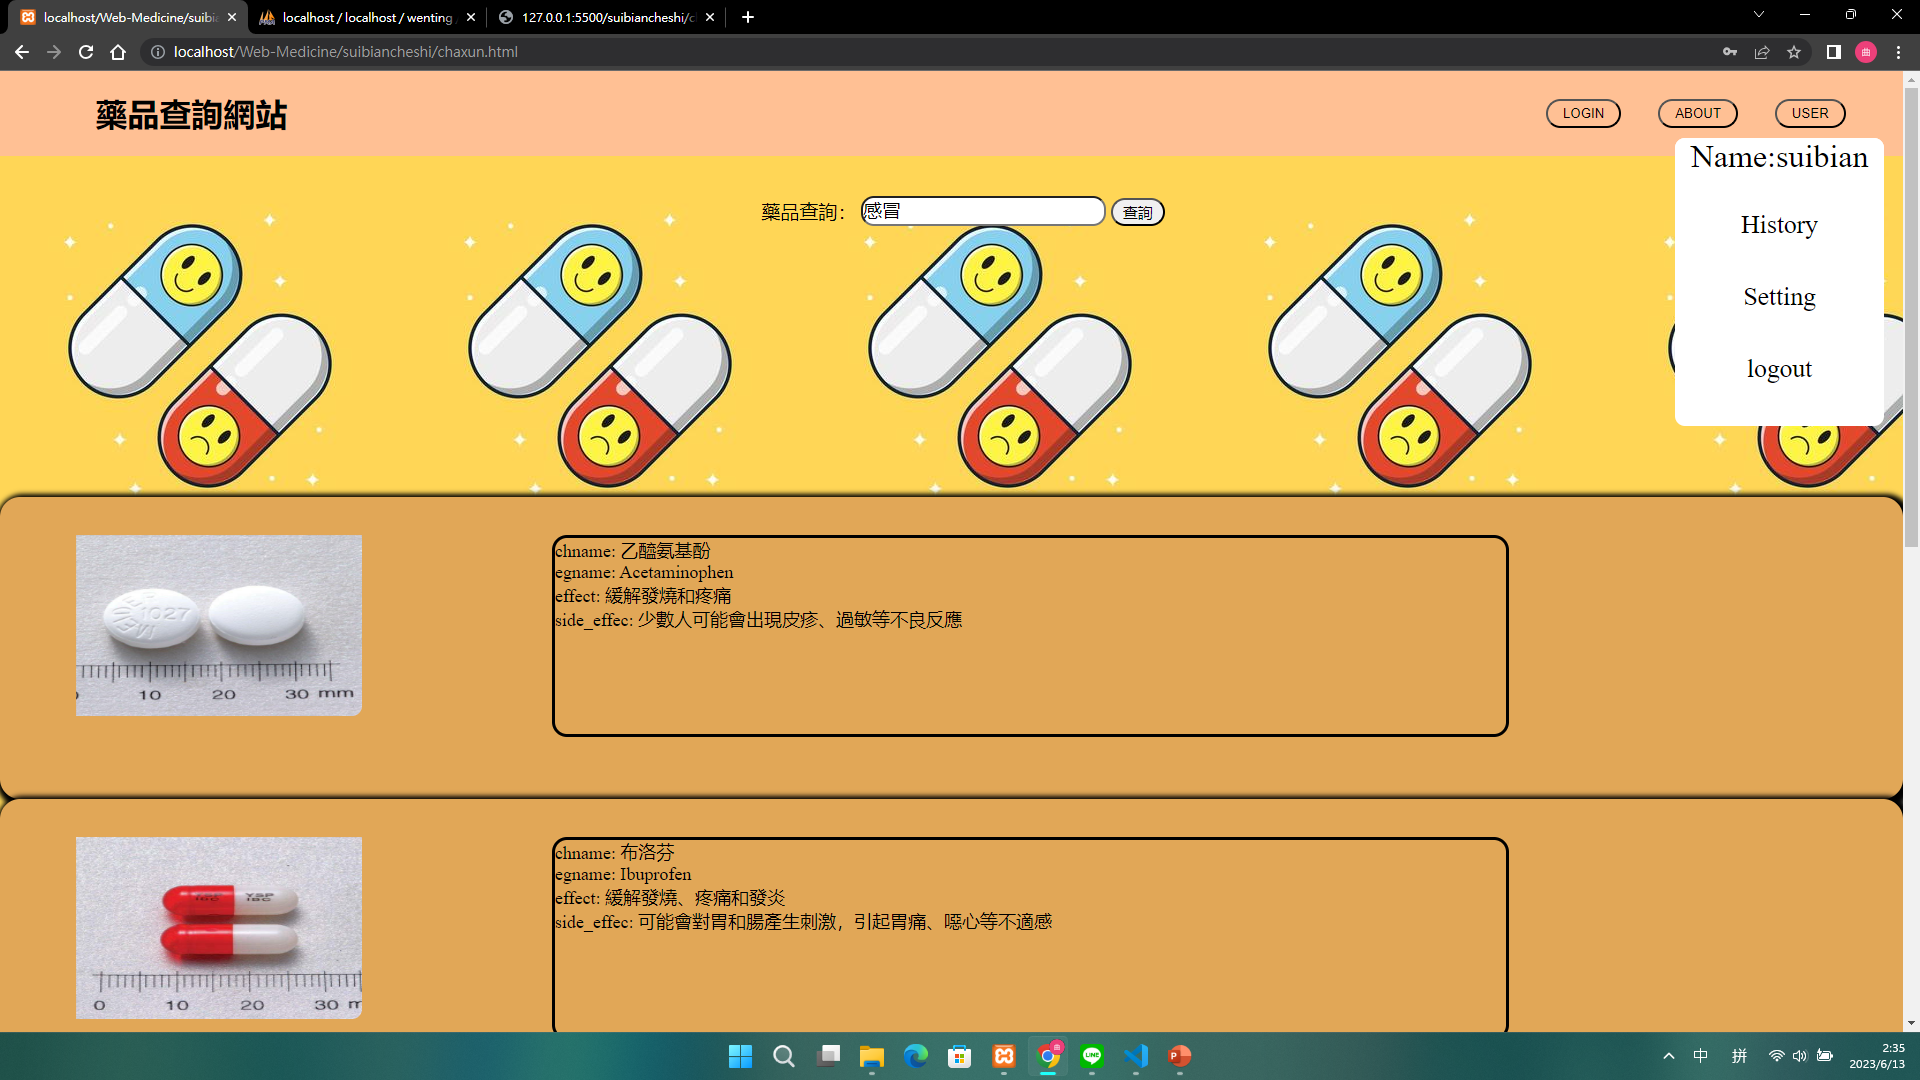 localhost/Web-Medicine/suibia
localhost / localhost / wenting
127.0.0.1:5500/suibiancheshi/c
localhost/Web-Medicine/suibiancheshi/chaxun.html
藥品查詢網站
LOGIN
ABOUT
USER
Name:suibian
History
Setting
logout
藥品查詢：
感冒
查詢
chname: 乙醯氨基酚
egname: Acetaminophen
effect: 緩解發燒和疼痛
side_effec: 少數人可能會出現皮疹、過敏等不良反應
1027
10 20 30 mm
chname: 布洛芬
egname: Ibuprofen
effect: 緩解發燒、疼痛和發炎
side_effec: 可能會對胃和腸產生刺激，引起胃痛、噁心等不適感
YSP
IBC
0 10 20 30 m
LINE
中
拼
2:35
2023/6/13